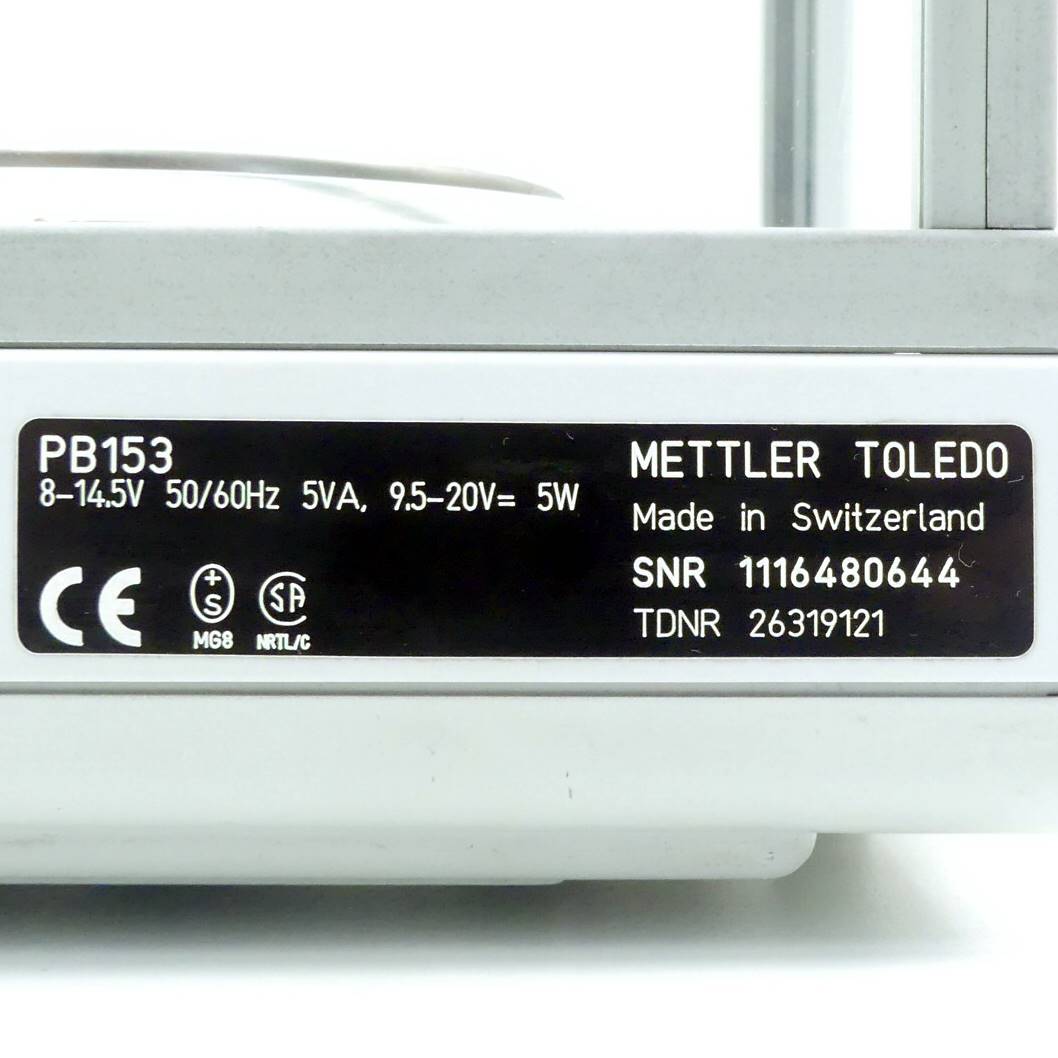 PB153
8–14.5V 50/60Hz 5VA, 9.5–20V= 5W
CE
+S
MG8
SA
NRTL/C
METTLER TOLEDO
Made in Switzerland
SNR 1116480644
TDNR 26319121